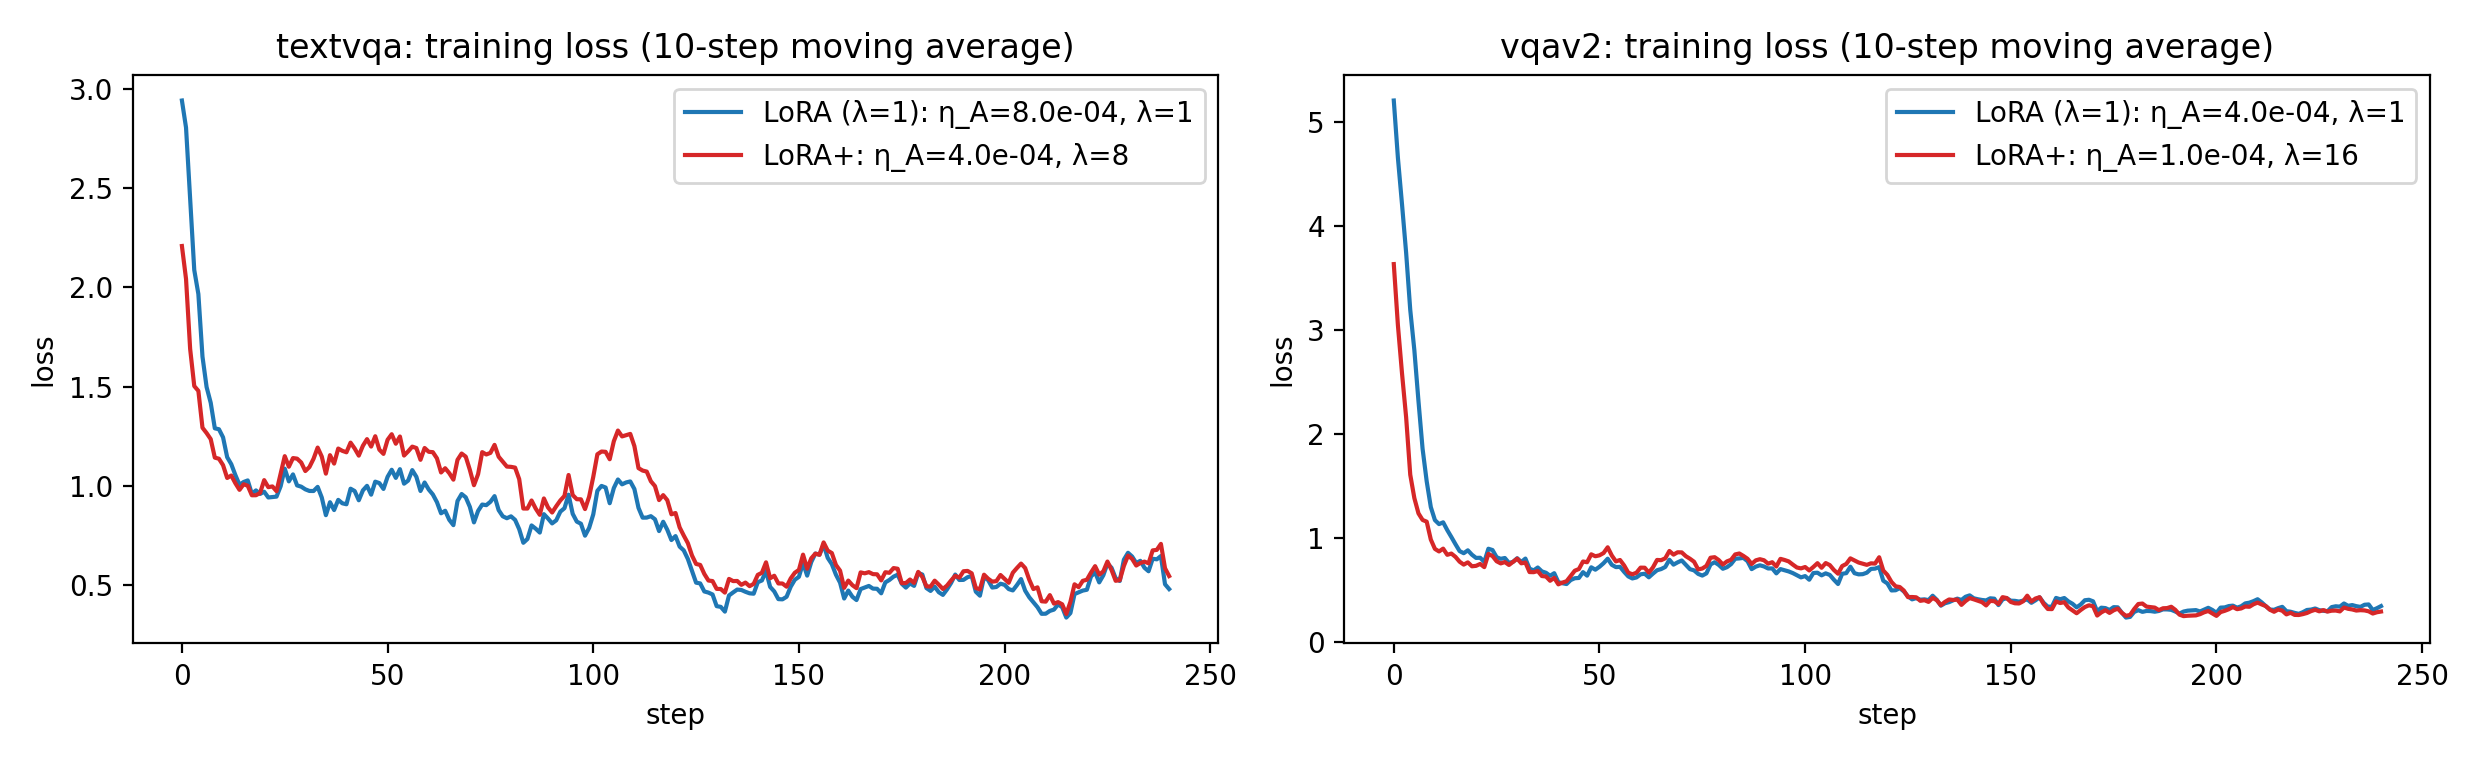 textvqa: training loss (10-step moving average)
LoRA (λ=1): η_A=8.0e-04, λ=1
LoRA+: η_A=4.0e-04, λ=8
3.0
2.5
2.0
1.5
1.0
0.5
loss
0 50 100 150 200 250
step
vqav2: training loss (10-step moving average)
LoRA (λ=1): η_A=4.0e-04, λ=1
LoRA+: η_A=1.0e-04, λ=16
5
4
3
2
1
0
loss
0 50 100 150 200 250
step